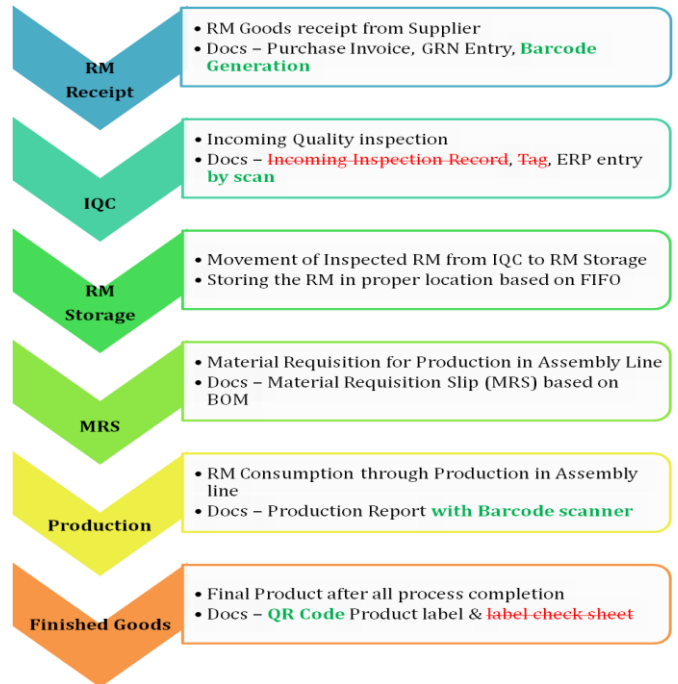 RM
Receipt
• RM Goods receipt from Supplier
• Docs – Purchase Invoice, GRN Entry, Barcode
Generation
IQC
• Incoming Quality inspection
• Docs – Incoming Inspection Record, Tag, ERP entry
by scan
RM
Storage
• Movement of Inspected RM from IQC to RM Storage
• Storing the RM in proper location based on FIFO
MRS
• Material Requisition for Production in Assembly Line
• Docs – Material Requisition Slip (MRS) based on
BOM
Production
• RM Consumption through Production in Assembly
line
• Docs – Production Report with Barcode scanner
Finished Goods
• Final Product after all process completion
• Docs – QR Code Product label & label check sheet